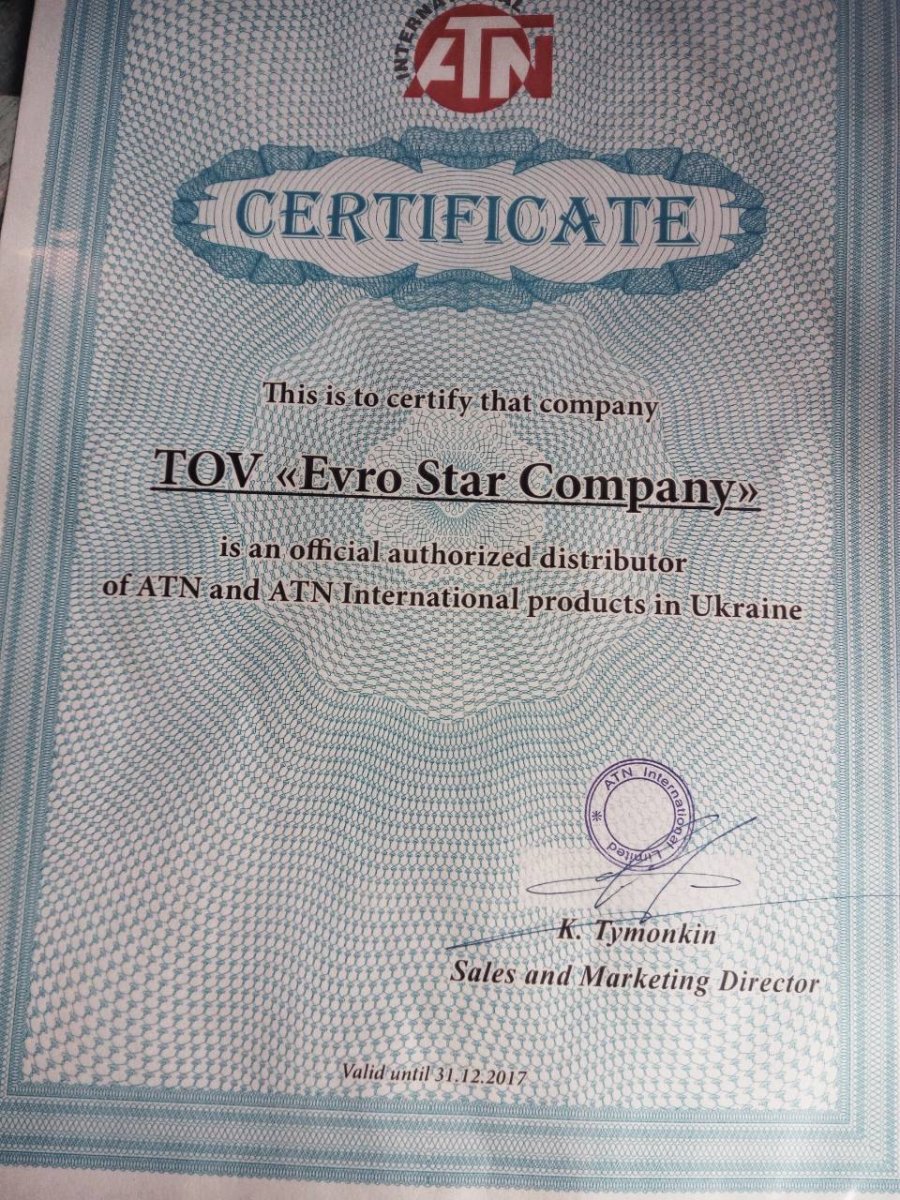 INTERNATIONAL
ATN
CERTIFICATE
This is to certify that company
TOV «Evro Star Company»
is an official authorized distributor
of ATN and ATN International products in Ukraine
ATN International Limited
K. Tymonkin
Sales and Marketing Director
Valid until 31.12.2017